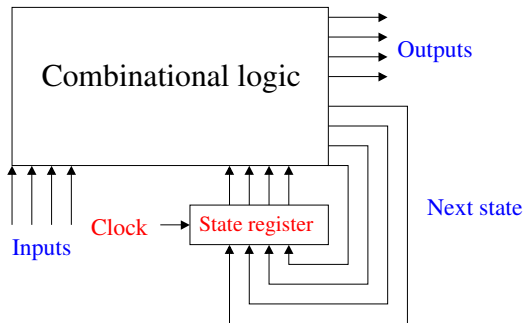 Combinational logic
Outputs
Next state
Clock
State register
Inputs